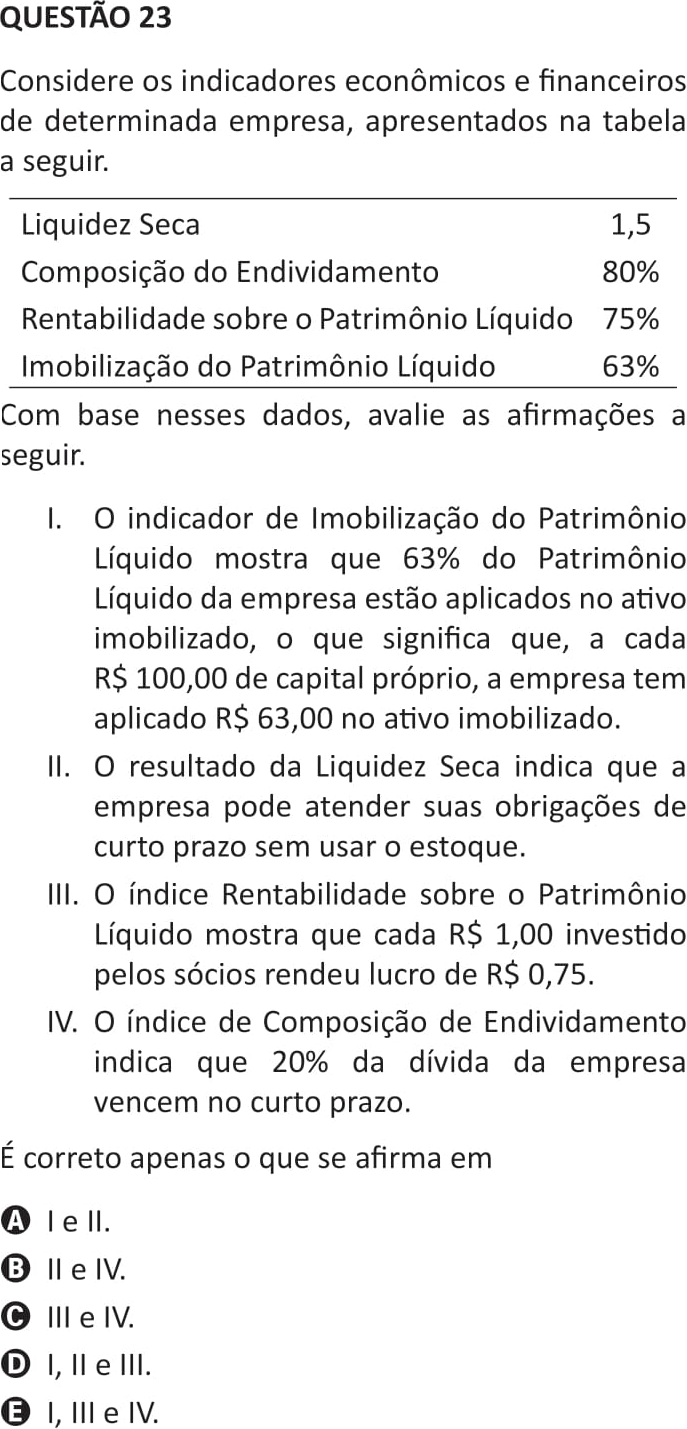 QUESTÃO 23
Considere os indicadores econômicos e financeiros
de determinada empresa, apresentados na tabela
a seguir.
Liquidez Seca 1,5
Composição do Endividamento 80%
Rentabilidade sobre o Patrimônio Líquido 75%
Imobilização do Patrimônio Líquido 63%
Com base nesses dados, avalie as afirmações a
seguir.
I. O indicador de Imobilização do Patrimônio
Líquido mostra que 63% do Patrimônio
Líquido da empresa estão aplicados no ativo
imobilizado, o que significa que, a cada
R$ 100,00 de capital próprio, a empresa tem
aplicado R$ 63,00 no ativo imobilizado.
II. O resultado da Liquidez Seca indica que a
empresa pode atender suas obrigações de
curto prazo sem usar o estoque.
III. O índice Rentabilidade sobre o Patrimônio
Líquido mostra que cada R$ 1,00 investido
pelos sócios rendeu lucro de R$ 0,75.
IV. O índice de Composição de Endividamento
indica que 20% da dívida da empresa
vencem no curto prazo.
É correto apenas o que se afirma em
A I e II.
B II e IV.
C III e IV.
D I, II e III.
E I, III e IV.